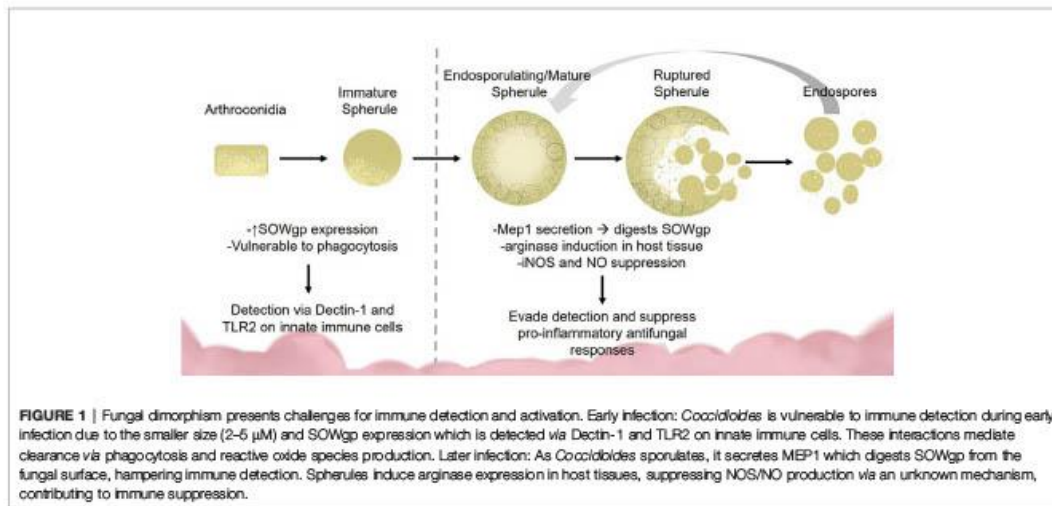 Arthroconidia
Immature
Spherule
Endosporulating/Mature
Spherule
Ruptured
Spherule
Endospores
-↑SOWgp expression
-Vulnerable to phagocytosis
Detection via Dectin-1 and
TLR2 on innate immune cells
-Mep1 secretion → digests SOWgp
-arginase induction in host tissue
-iNOS and NO suppression
Evade detection and suppress
pro-inflammatory antifungal
responses
FIGURE 1 | Fungal dimorphism presents challenges for immune detection and activation. Early infection: Coccidioides is vulnerable to immune detection during early
infection due to the smaller size (2–5 μM) and SOWgp expression which is detected via Dectin-1 and TLR2 on innate immune cells. These interactions mediate
clearance via phagocytosis and reactive oxide species production. Later infection: As Coccidioides sporulates, it secretes MEP1 which digests SOWgp from the
fungal surface, hampering immune detection. Spherules induce arginase expression in host tissues, suppressing NOS/NO production via an unknown mechanism,
contributing to immune suppression.